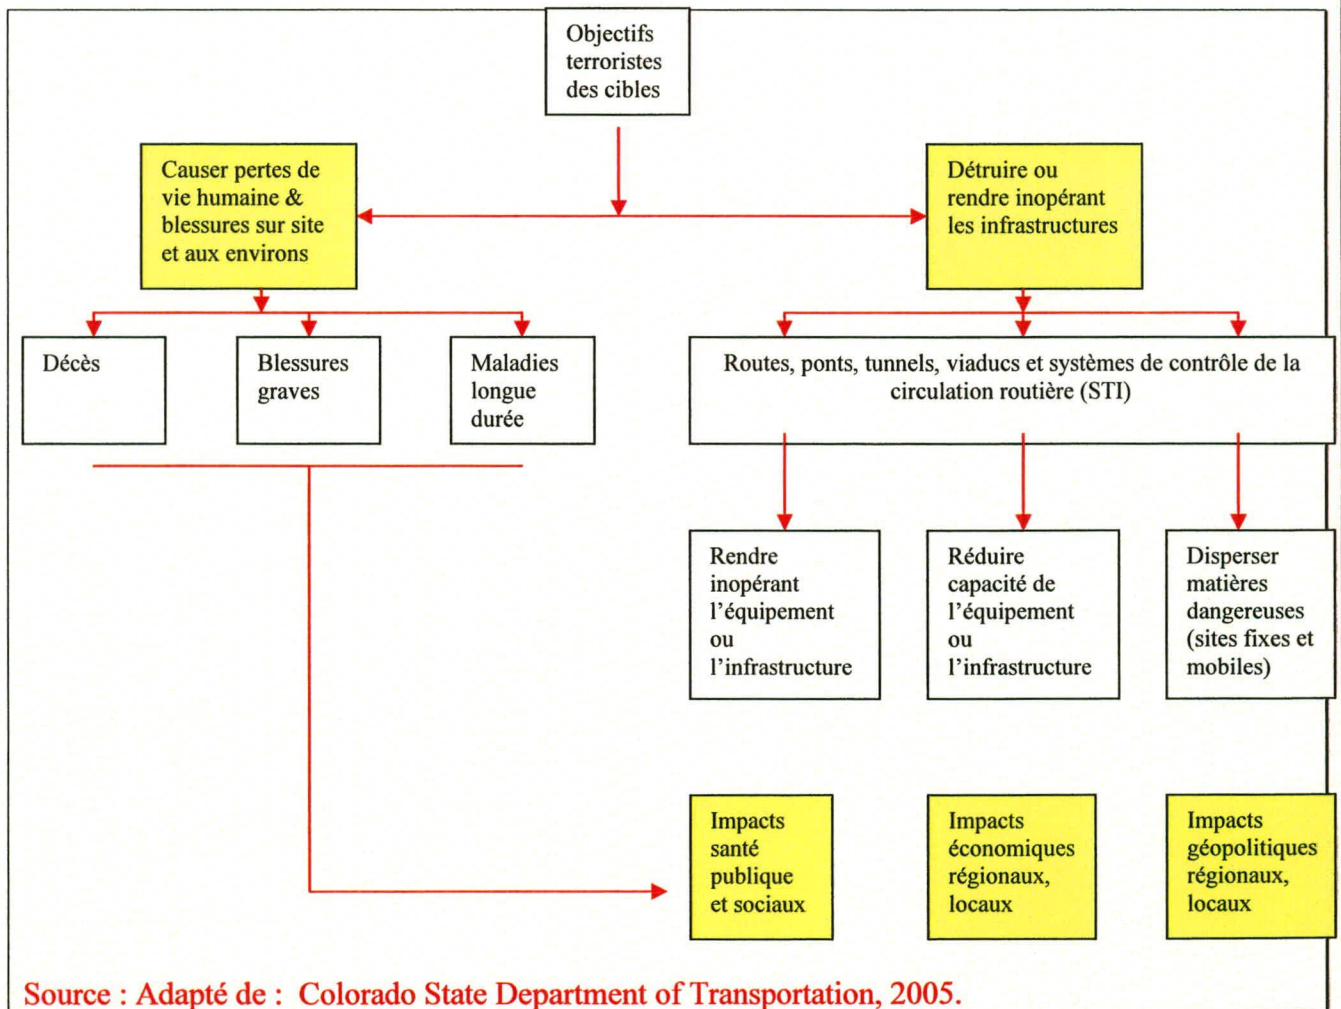 Objectifs
terroristes
des cibles
Causer pertes de
vie humaine &
blessures sur site
et aux environs
Détruire ou
rendre inopérant
les infrastructures
Décès
Blessures
graves
Maladies
longue
durée
Routes, ponts, tunnels, viaducs et systèmes de contrôle de la
circulation routière (STI)
Rendre
inopérant
l’équipement
ou
l’infrastructure
Réduire
capacité de
l’équipement
ou
l’infrastructure
Disperser
matières
dangereuses
(sites fixes et
mobiles)
Impacts
santé
publique
et sociaux
Impacts
économiques
régionaux,
locaux
Impacts
géopolitiques
régionaux,
locaux
Source : Adapté de : Colorado State Department of Transportation, 2005.